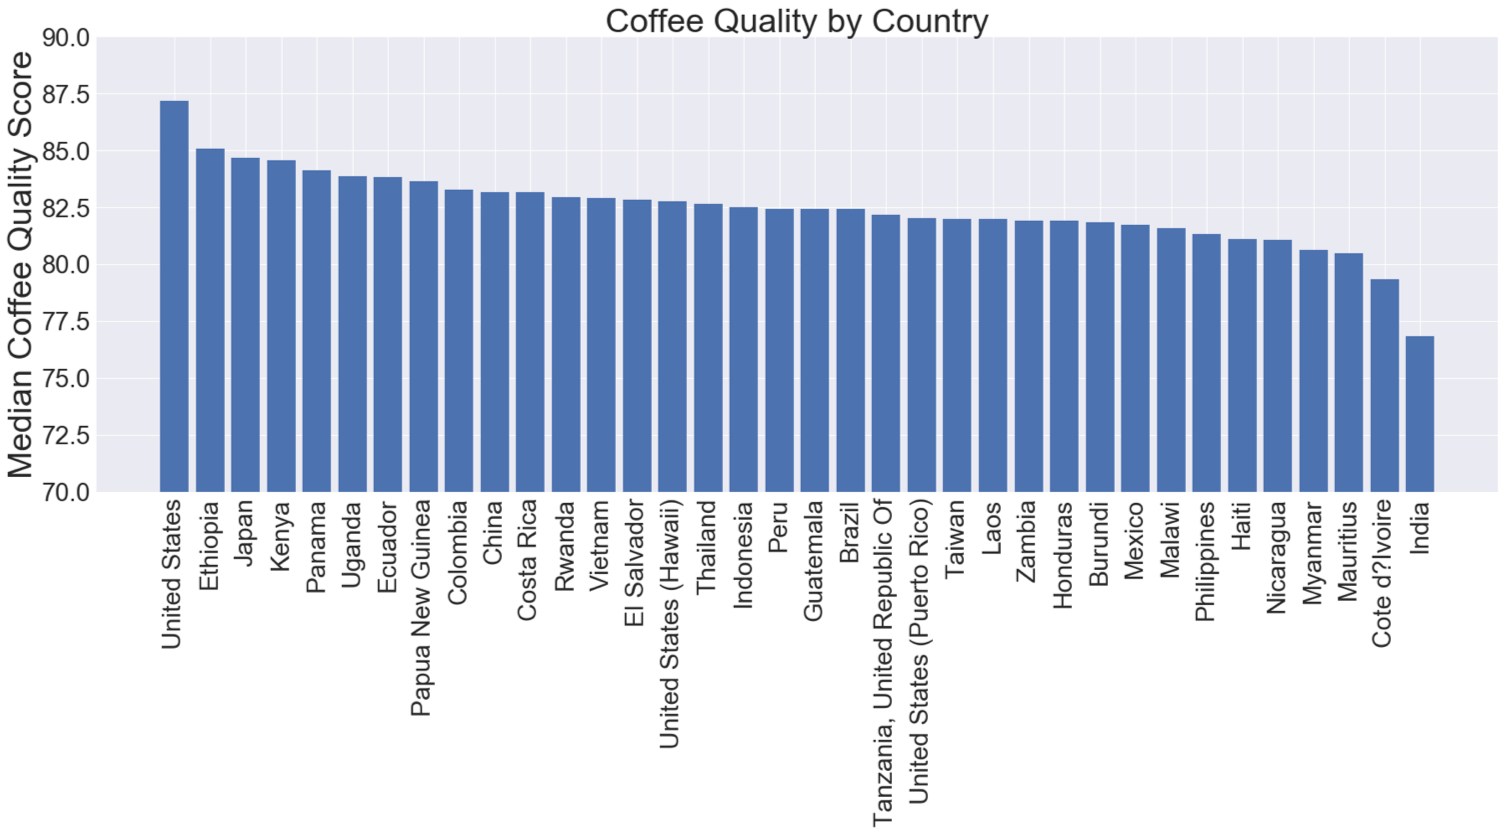 Coffee Quality by Country
Median Coffee Quality Score
90.0
87.5
85.0
82.5
80.0
77.5
75.0
72.5
70.0
United States
Ethiopia
Japan
Kenya
Panama
Uganda
Ecuador
Papua New Guinea
Colombia
China
Costa Rica
Rwanda
Vietnam
El Salvador
United States (Hawaii)
Thailand
Indonesia
Peru
Guatemala
Brazil
Tanzania, United Republic Of
United States (Puerto Rico)
Taiwan
Laos
Zambia
Honduras
Burundi
Mexico
Malawi
Philippines
Haiti
Nicaragua
Myanmar
Mauritius
Cote d?Ivoire
India